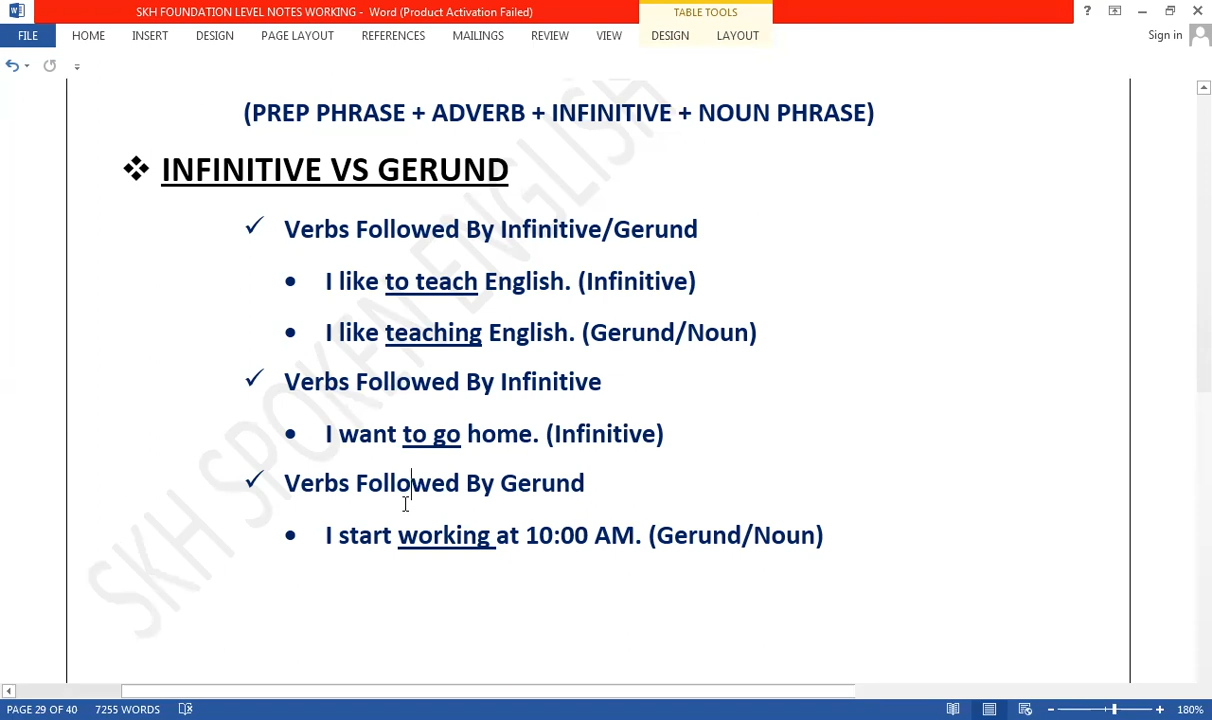 SKH FOUNDATION LEVEL NOTES WORKING - Word (Product Activation Failed)
TABLE TOOLS
?
FILE
HOME
INSERT
DESIGN
PAGE LAYOUT
REFERENCES
MAILINGS
REVIEW
VIEW
DESIGN
LAYOUT
Sign in
(PREP PHRASE + ADVERB + INFINITIVE + NOUN PHRASE)
❖ INFINITIVE VS GERUND
✓ Verbs Followed By Infinitive/Gerund
• I like to teach English. (Infinitive)
• I like teaching English. (Gerund/Noun)
✓ Verbs Followed By Infinitive
• I want to go home. (Infinitive)
✓ Verbs Followed By Gerund
• I start working at 10:00 AM. (Gerund/Noun)
SKH SPOKEN ENGLISH
PAGE 29 OF 40
7255 WORDS
180%